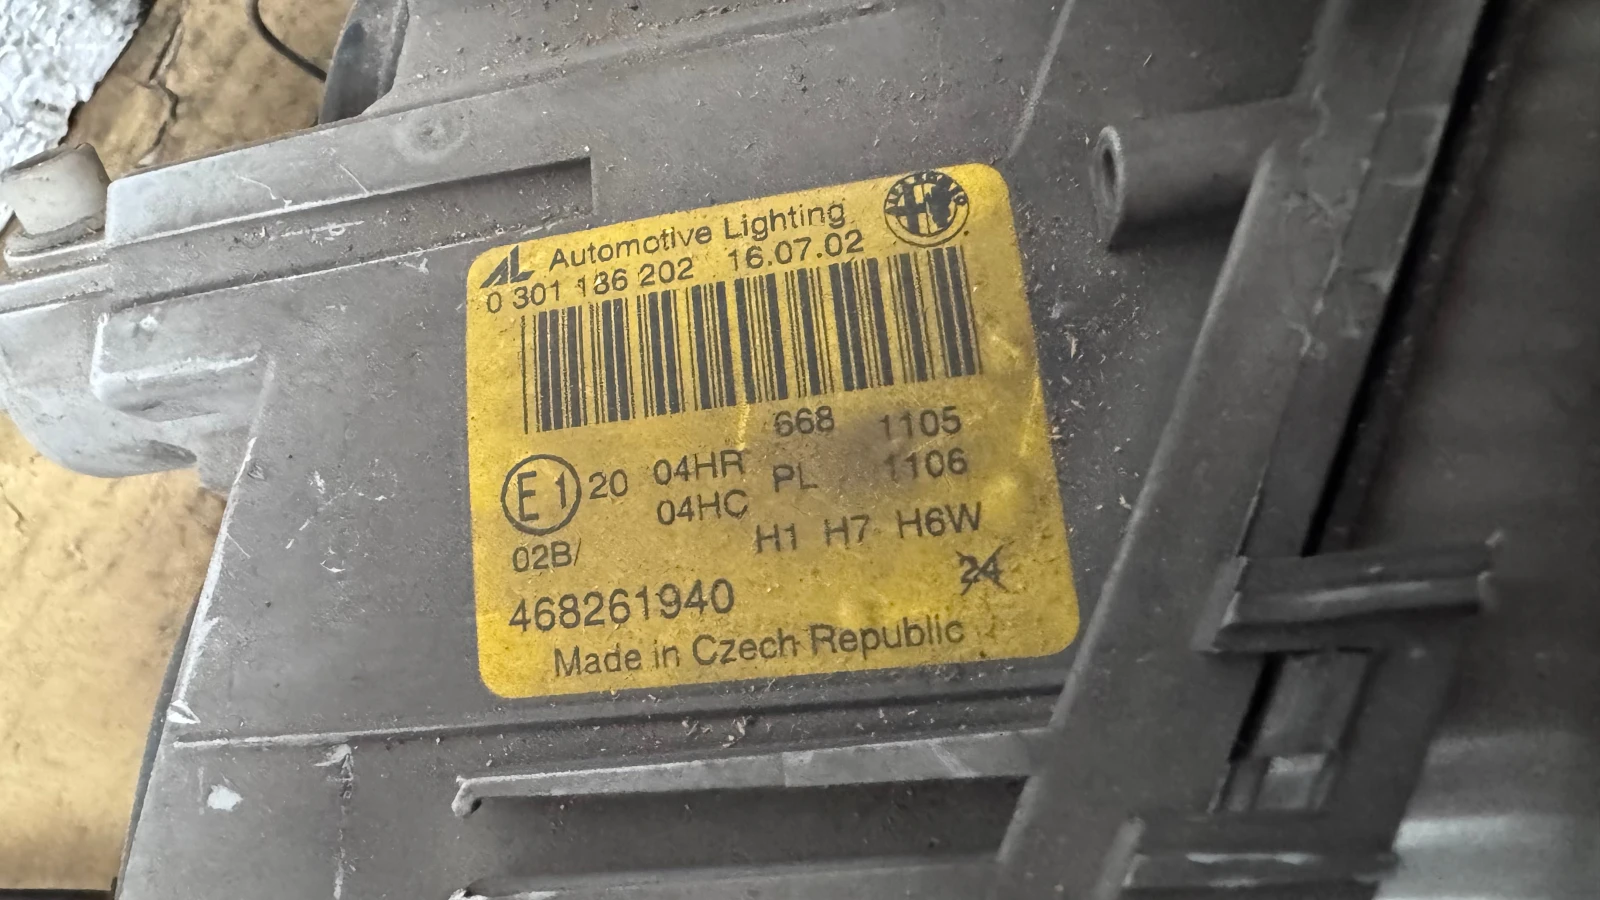 AL Automotive Lighting
0 301 186 202 16.07.02
668 1105
E1 20 04HR PL 1106
04HC
02B/ H1 H7 H6W
24
468261940
Made in Czech Republic